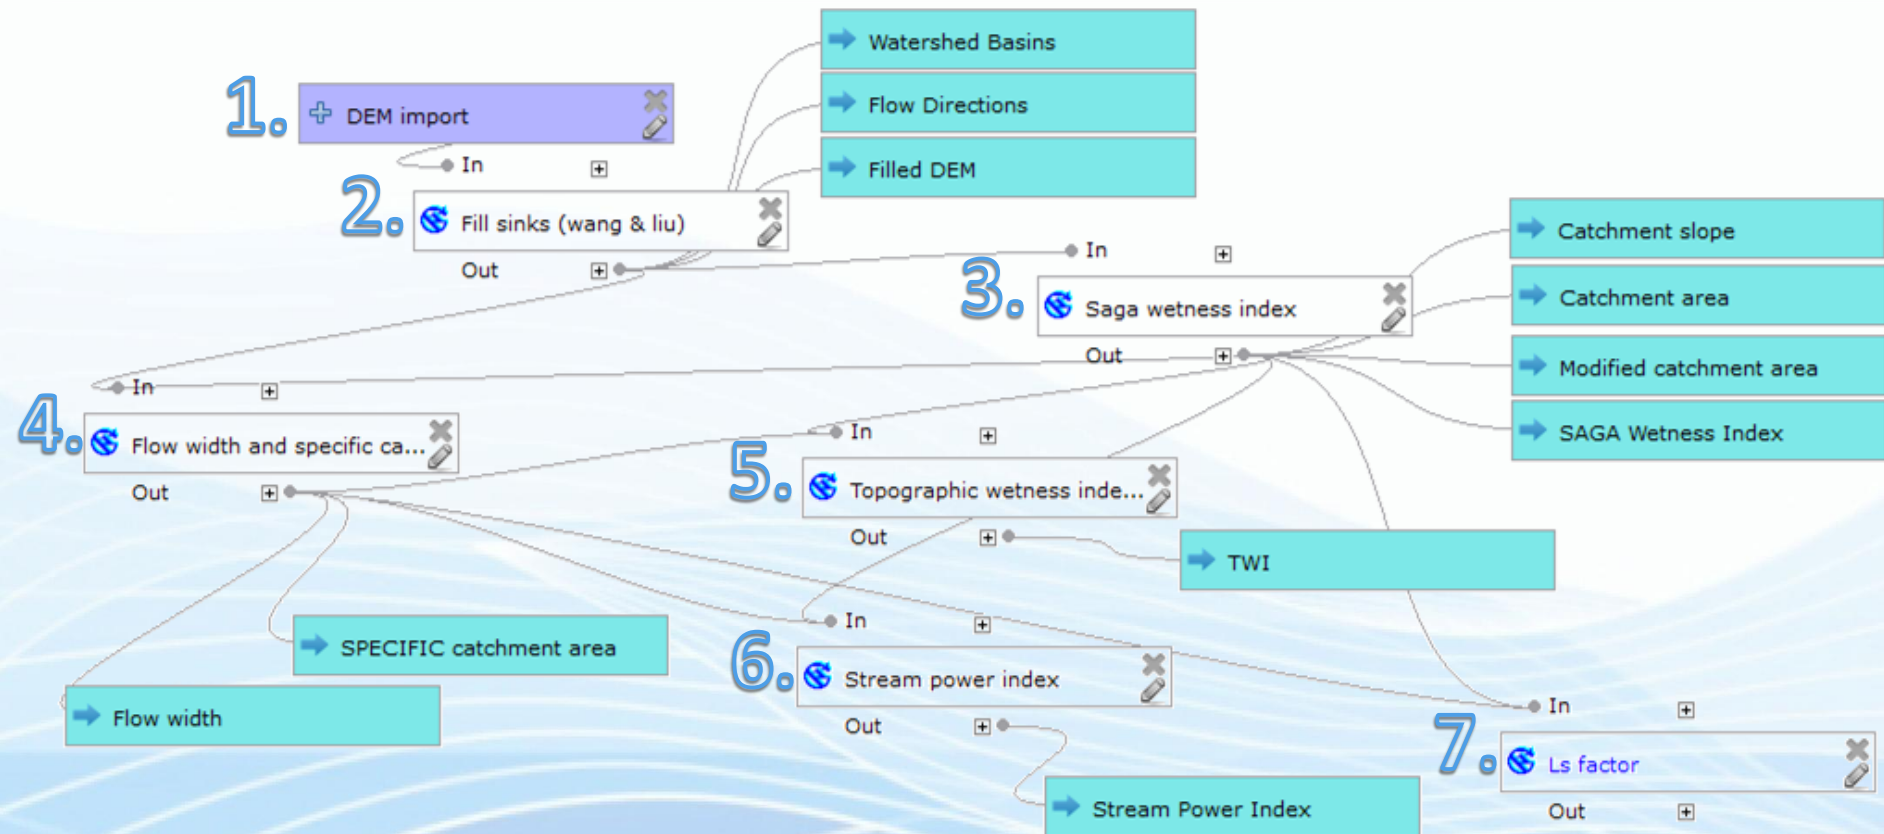 Watershed Basins
1.
DEM import
Flow Directions
In
Filled DEM
2.
Fill sinks (wang & liu)
Out
Catchment slope
In
3.
Saga wetness index
Catchment area
Out
Modified catchment area
In
4.
Flow width and specific ca...
In
SAGA Wetness Index
5.
Topographic wetness inde...
Out
Out
TWI
In
SPECIFIC catchment area
6.
Stream power index
Flow width
Out
In
7.
Ls factor
Stream Power Index
Out